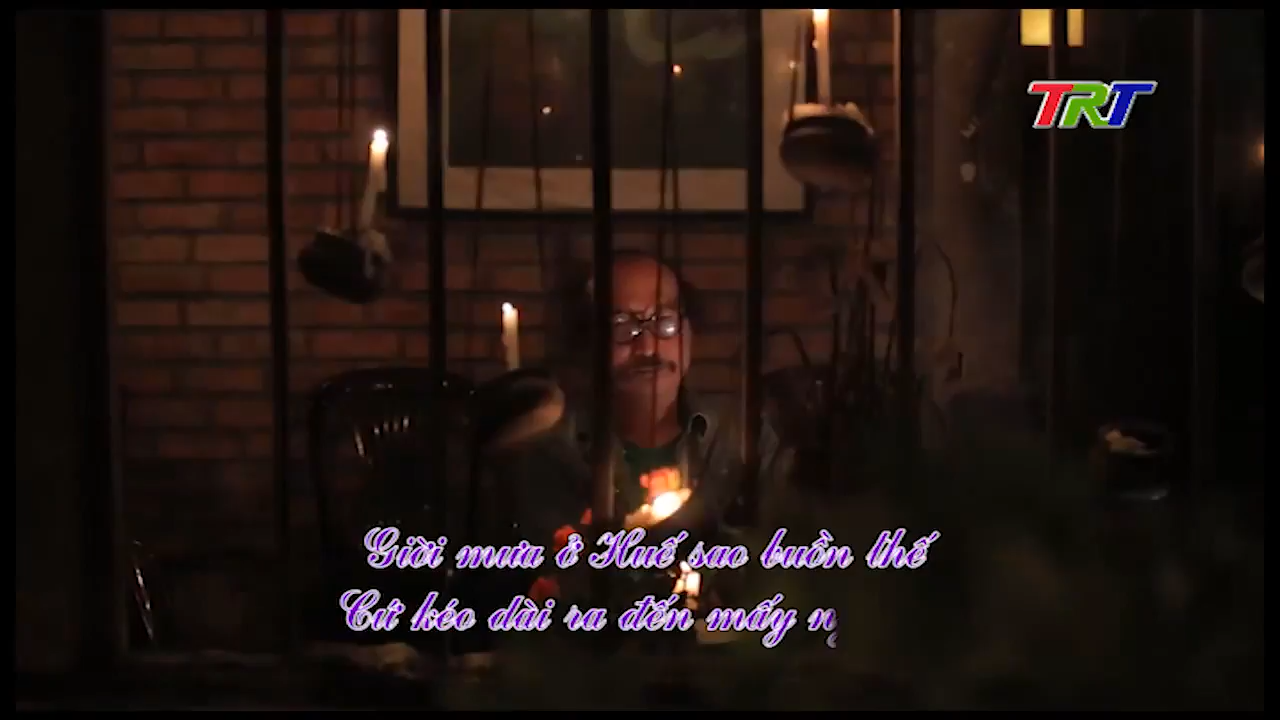 TRT
Giời mưa ở Huế sao buồn thế
Cứ kéo dài ra đến mấy